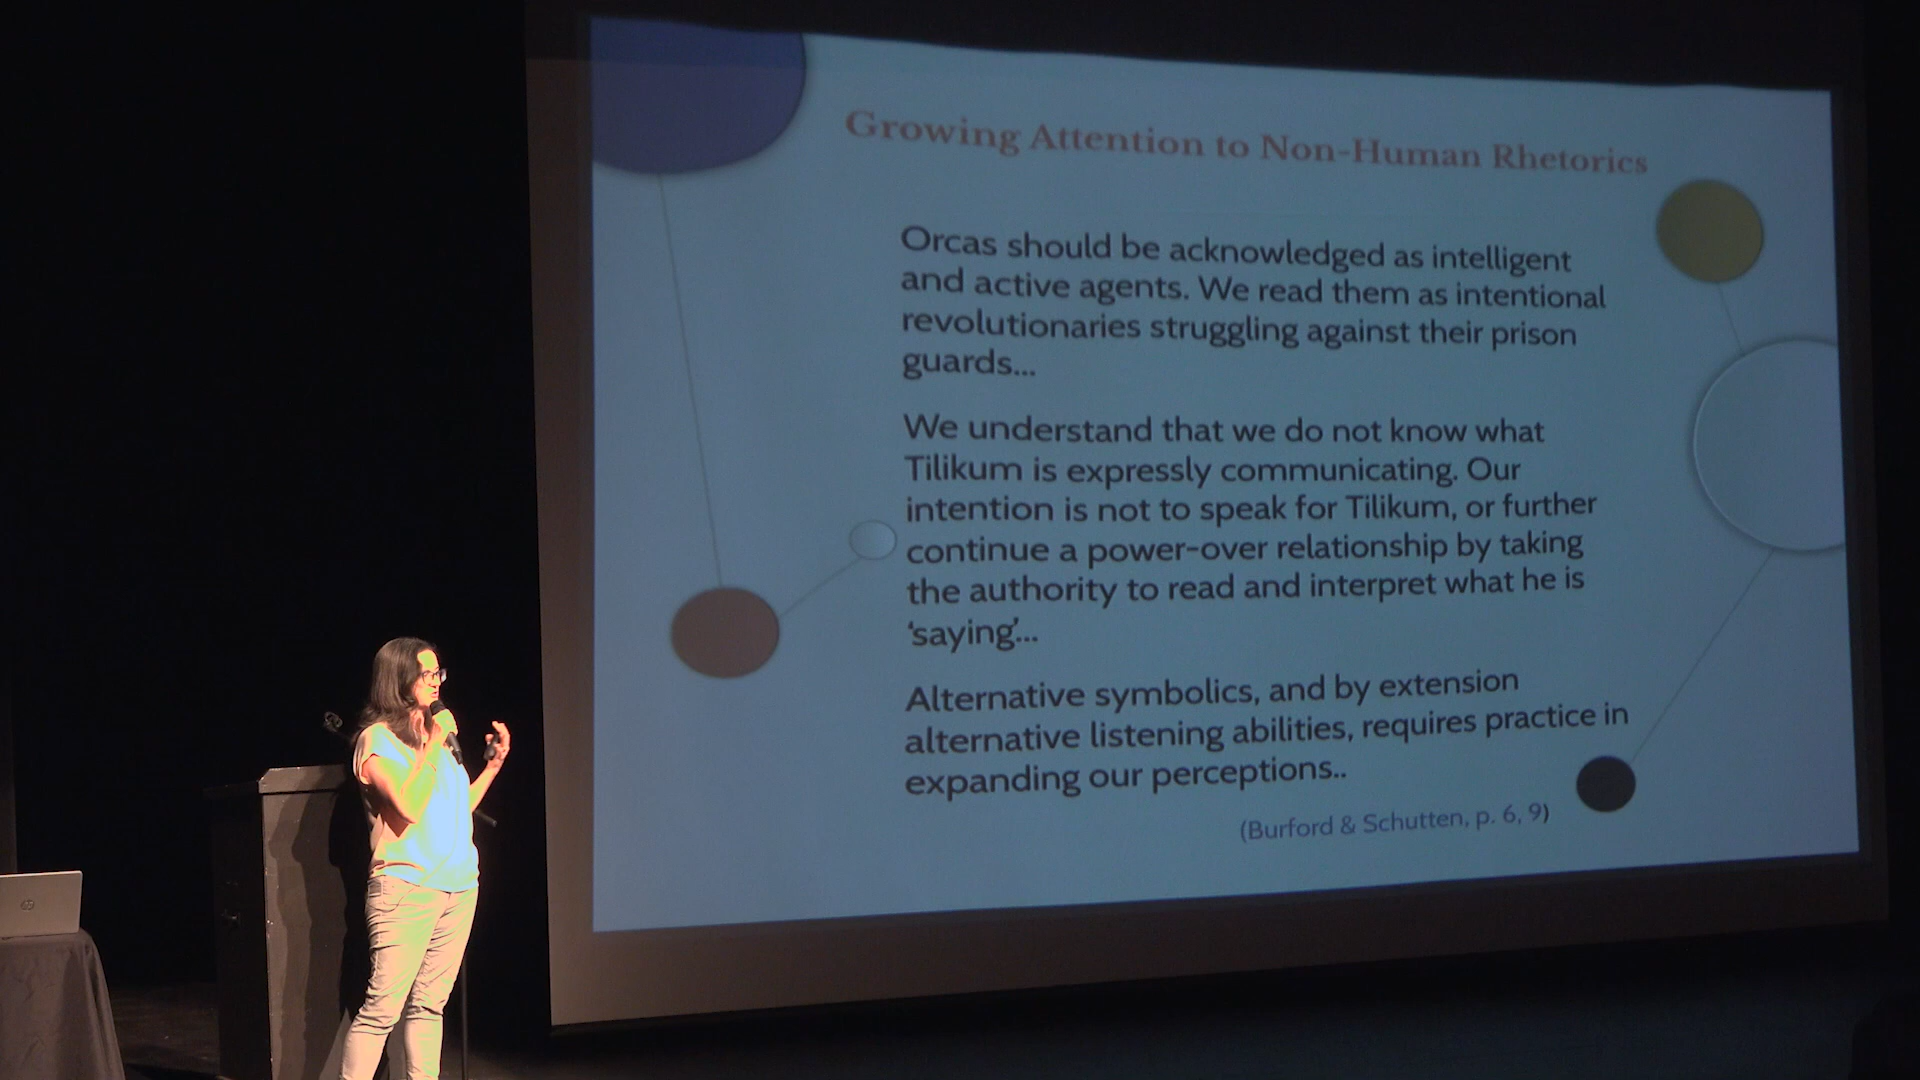 Growing Attention to Non-Human Rhetorics
Orcas should be acknowledged as intelligent
and active agents. We read them as intentional
revolutionaries struggling against their prison
guards...
We understand that we do not know what
Tilikum is expressly communicating. Our
intention is not to speak for Tilikum, or further
continue a power-over relationship by taking
the authority to read and interpret what he is
‘saying’...
Alternative symbolics, and by extension
alternative listening abilities, requires practice in
expanding our perceptions..
(Burford & Schutten, p. 6, 9)
hp